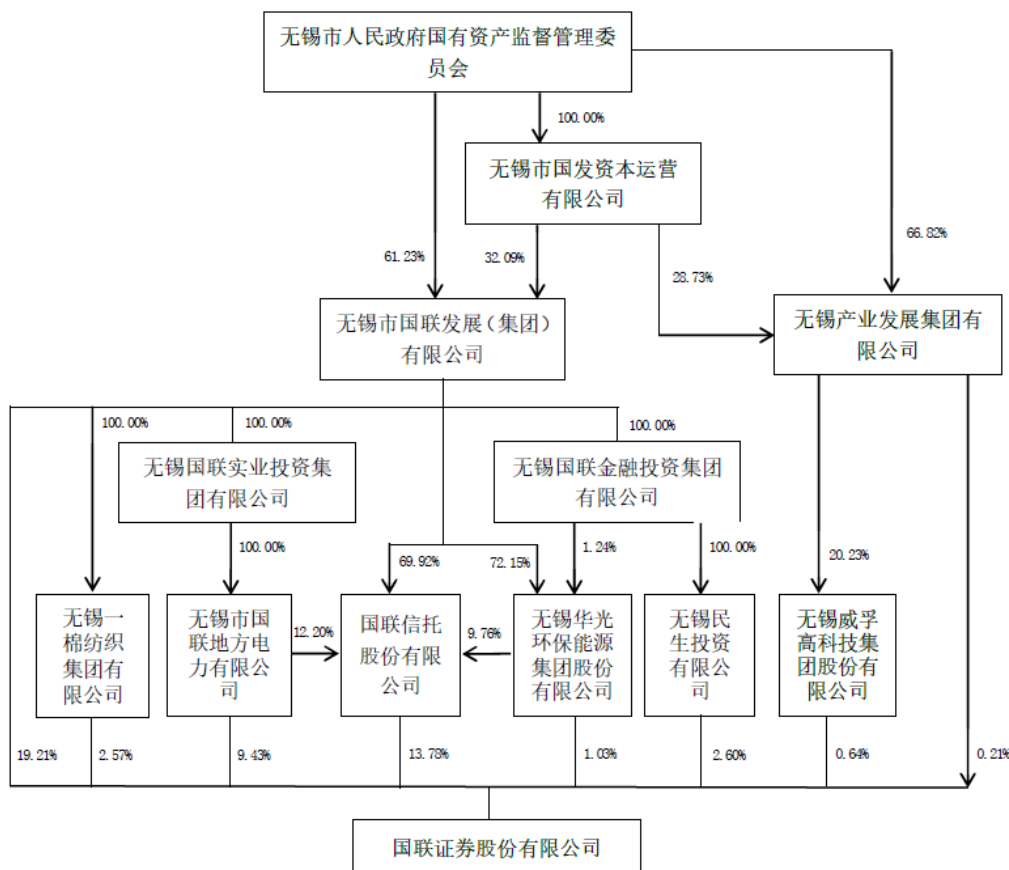 无锡市人民政府国有资产监督管理委
员会
100.00%
无锡市国发资本运营
有限公司
61.23%
32.09%
28.73%
66.82%
无锡市国联发展（集团）
有限公司
无锡产业发展集团有
限公司
100.00%
100.00%
100.00%
无锡国联实业投资集
团有限公司
无锡国联金融投资集团
有限公司
100.00%
69.92%
72.15%
1.24%
100.00%
20.23%
无锡一
棉纺织
集团有
限公司
无锡市国
联地方电
力有限公
司
12.20%
国联信托
股份有限
公司
9.76%
无锡华光
环保能源
集团股份
有限公司
无锡民
生投资
有限公
司
无锡威孚
高科技集
团股份有
限公司
19.21%
2.57%
9.43%
13.78%
1.03%
2.60%
0.64%
0.21%
国联证券股份有限公司